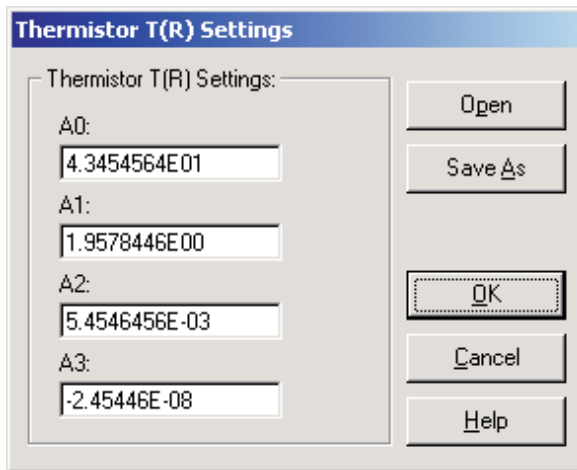 Thermistor T(R) Settings
Thermistor T(R) Settings:
A0:
4.3454564E01
A1:
1.9578446E00
A2:
5.4546456E-03
A3:
-2.45446E-08
Open
Save As
OK
Cancel
Help